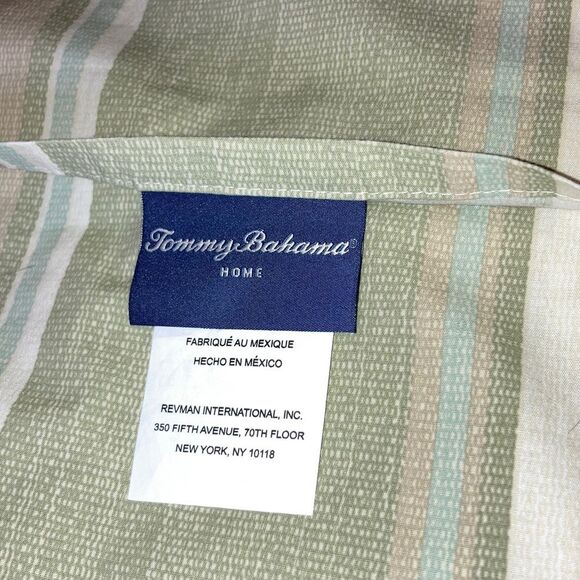 Tommy Bahama®
HOME
FABRIQUÉ AU MEXIQUE
HECHO EN MÉXICO
REVMAN INTERNATIONAL, INC.
350 FIFTH AVENUE, 70TH FLOOR
NEW YORK, NY 10118